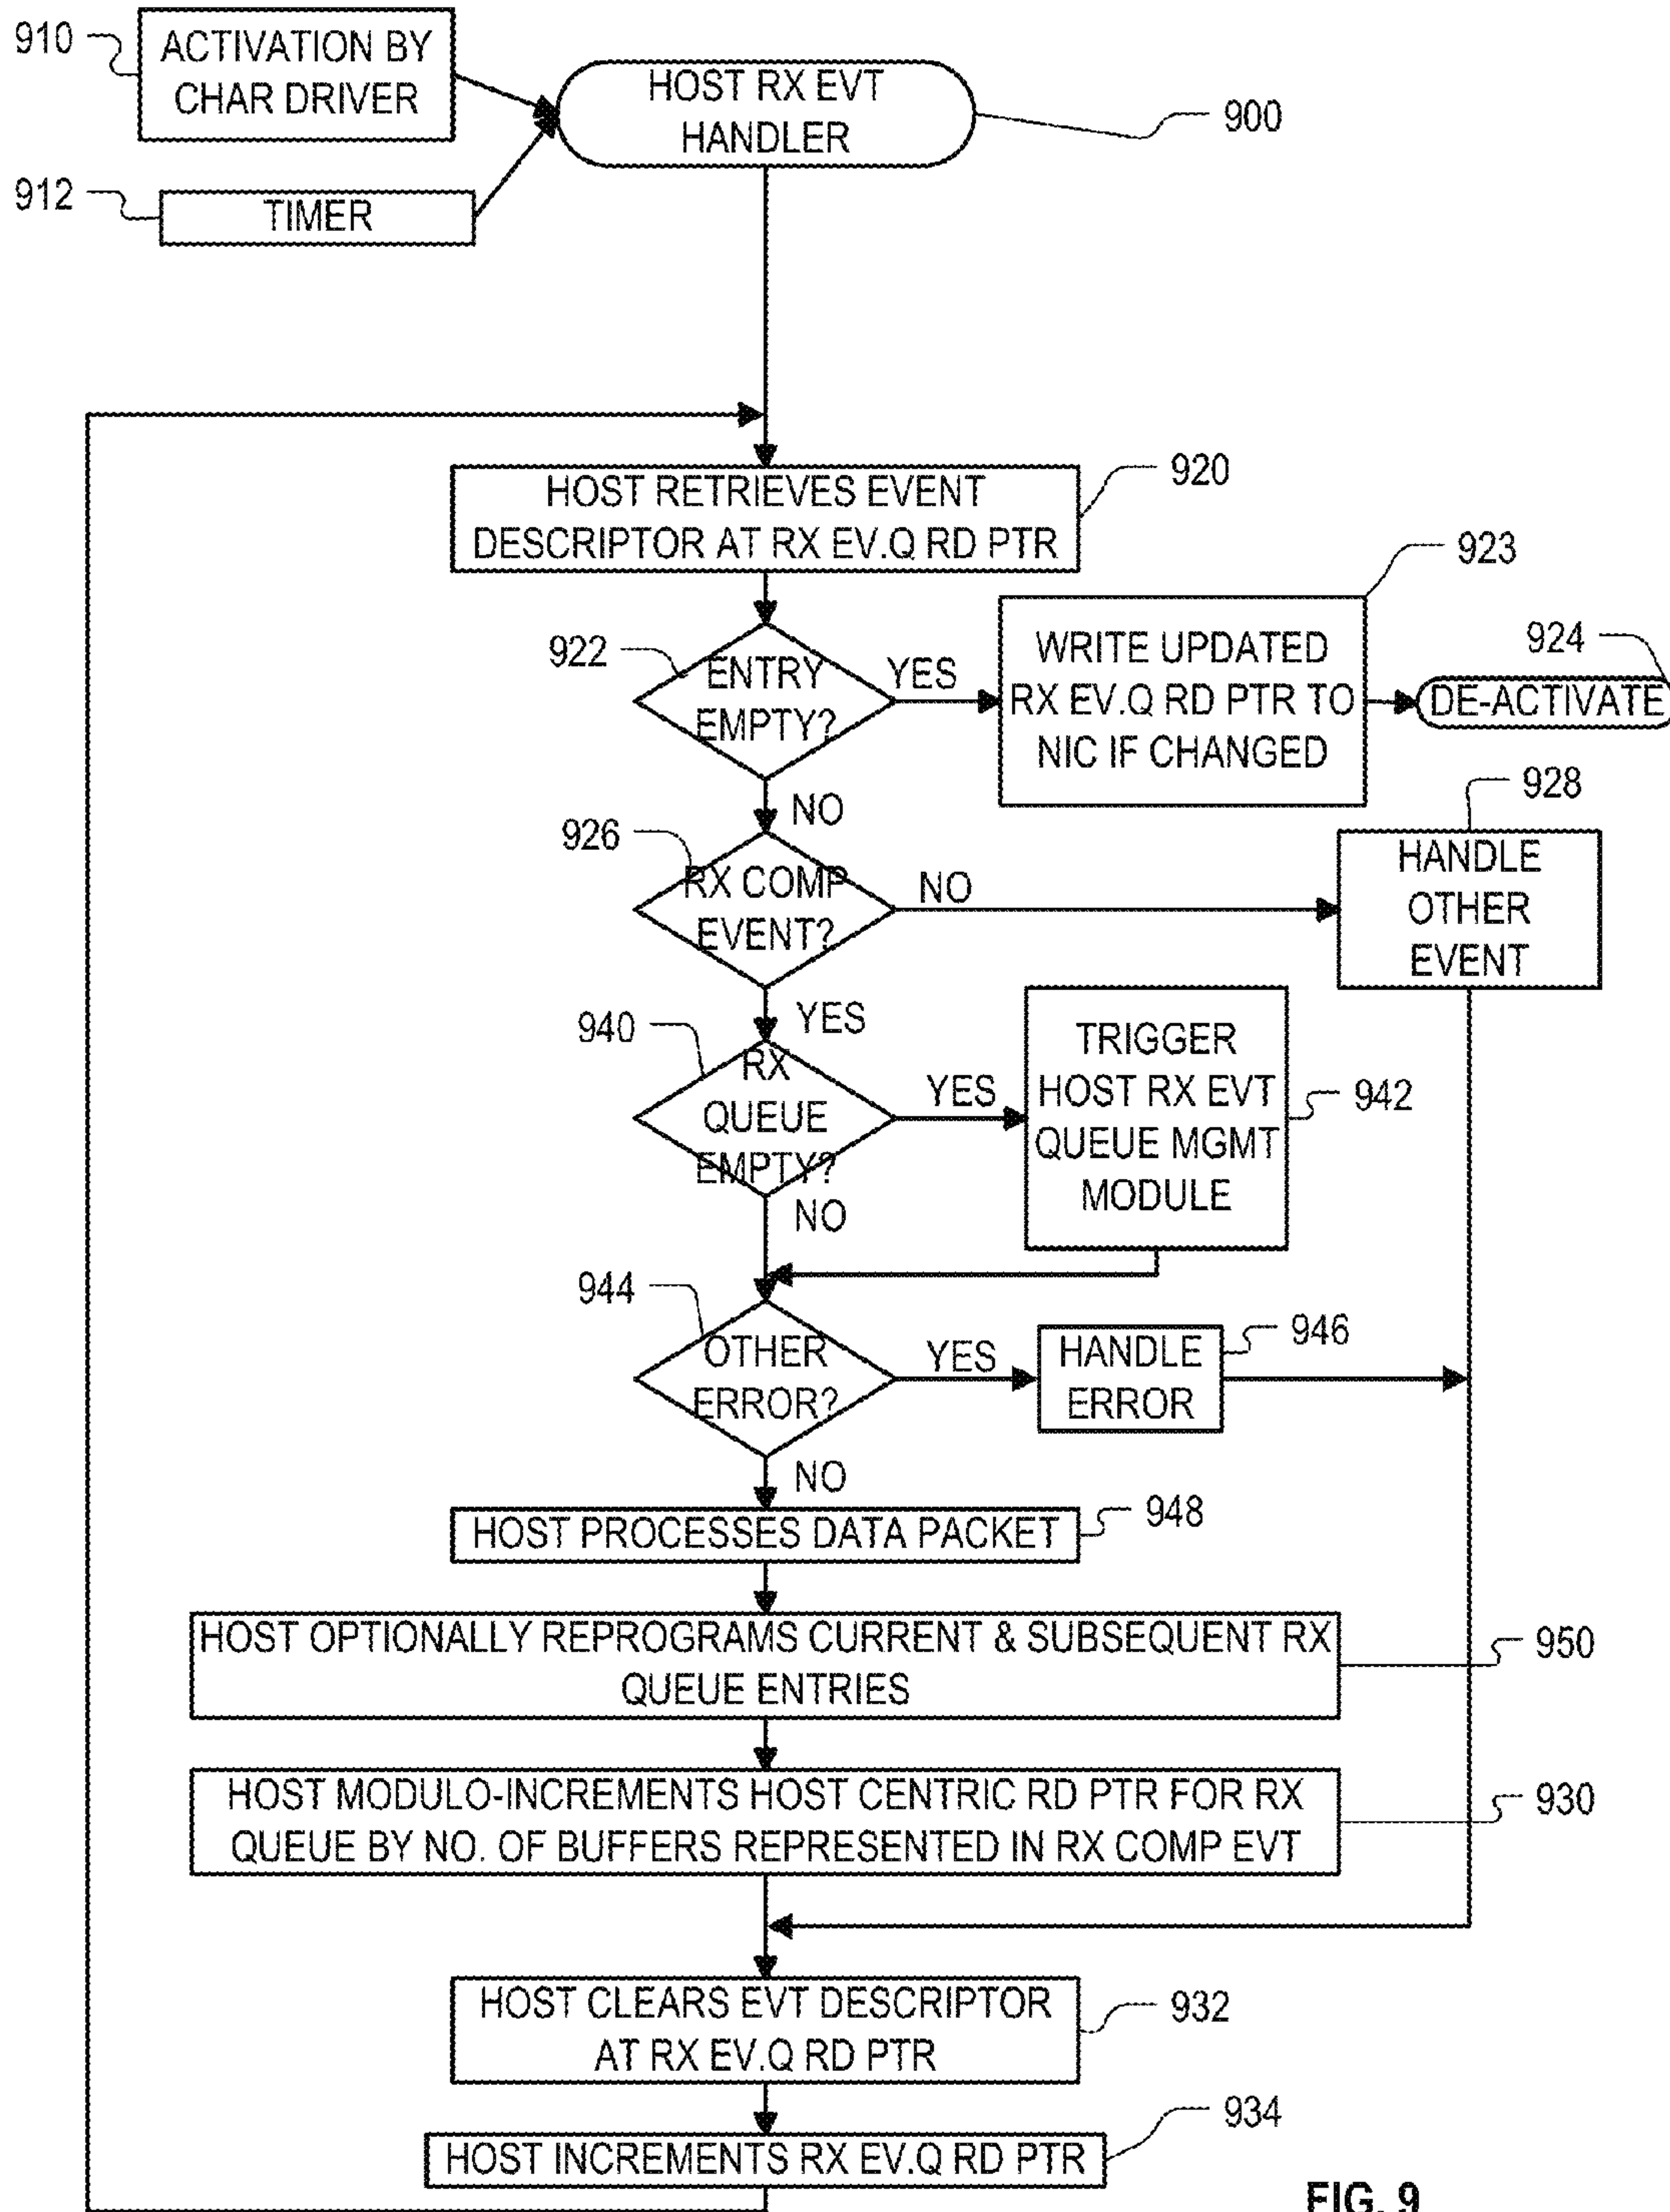 910
ACTIVATION BY
CHAR DRIVER
HOST RX EVT
HANDLER
900
912
TIMER
HOST RETRIEVES EVENT
DESCRIPTOR AT RX EV.Q RD PTR
920
922
ENTRY
EMPTY?
YES
WRITE UPDATED
RX EV.Q RD PTR TO
NIC IF CHANGED
923
924
DE-ACTIVATE
NO
926
RX COMP
EVENT?
NO
928
HANDLE
OTHER
EVENT
YES
940
RX
QUEUE
EMPTY?
YES
TRIGGER
HOST RX EVT
QUEUE MGMT
MODULE
942
NO
944
OTHER
ERROR?
YES
HANDLE
ERROR
946
NO
HOST PROCESSES DATA PACKET
948
HOST OPTIONALLY REPROGRAMS CURRENT & SUBSEQUENT RX
QUEUE ENTRIES
950
HOST MODULO-INCREMENTS HOST CENTRIC RD PTR FOR RX
QUEUE BY NO. OF BUFFERS REPRESENTED IN RX COMP EVT
930
HOST CLEARS EVT DESCRIPTOR
AT RX EV.Q RD PTR
932
HOST INCREMENTS RX EV.Q RD PTR
934
FIG. 9